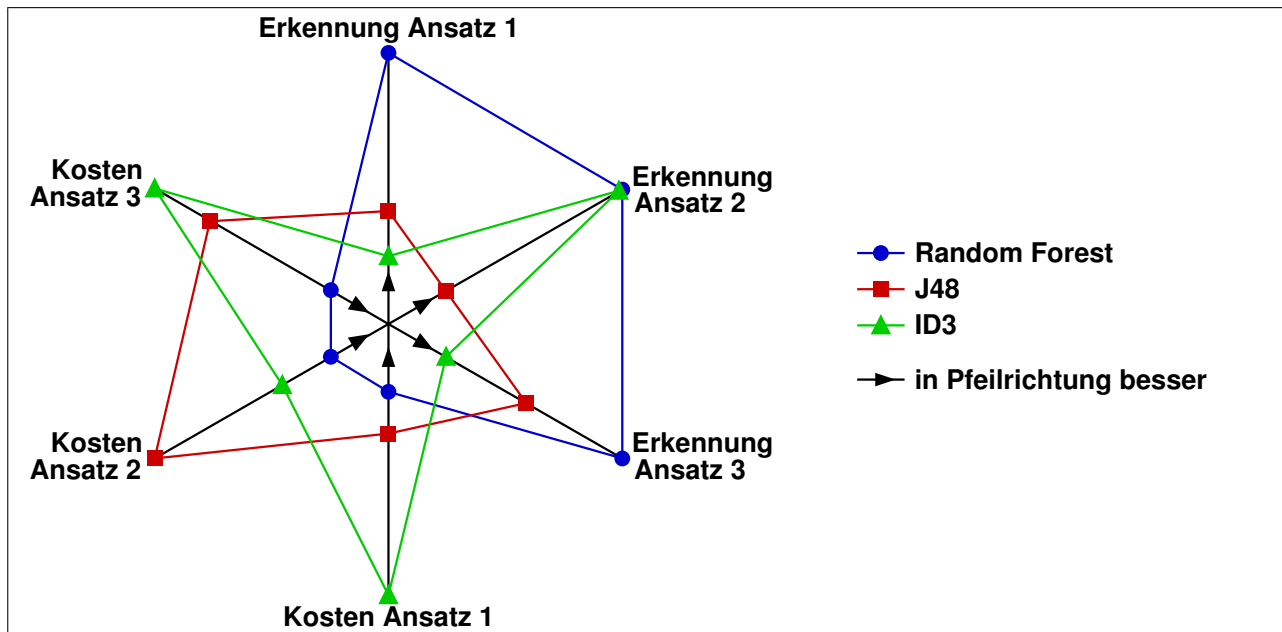 Erkennung Ansatz 1
Kosten
Ansatz 3
Erkennung
Ansatz 2
Random Forest
J48
ID3
in Pfeilrichtung besser
Kosten
Ansatz 2
Erkennung
Ansatz 3
Kosten Ansatz 1